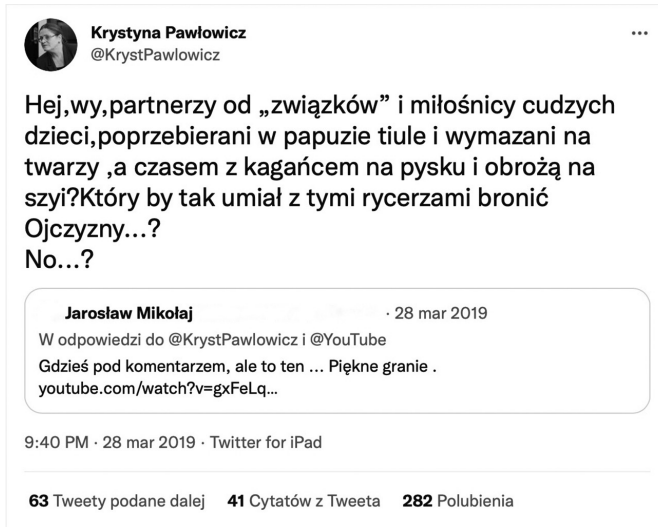 Krystyna Pawłowicz
@KrystPawlowicz
Hej,wy,partnerzy od „związków” i miłośnicy cudzych
dzieci,poprzebierani w papuzie tiule i wymazani na
twarzy ,a czasem z kagańcem na pysku i obrożą na
szyi?Który by tak umiał z tymi rycerzami bronić
Ojczyzny...?
No...?
Jarosław Mikołaj · 28 mar 2019
W odpowiedzi do @KrystPawlowicz i @YouTube
Gdzieś pod komentarzem, ale to ten ... Piękne granie .
youtube.com/watch?v=gxFeLq...
9:40 PM · 28 mar 2019 · Twitter for iPad
63 Tweety podane dalej 41 Cytatów z Tweeta 282 Polubienia